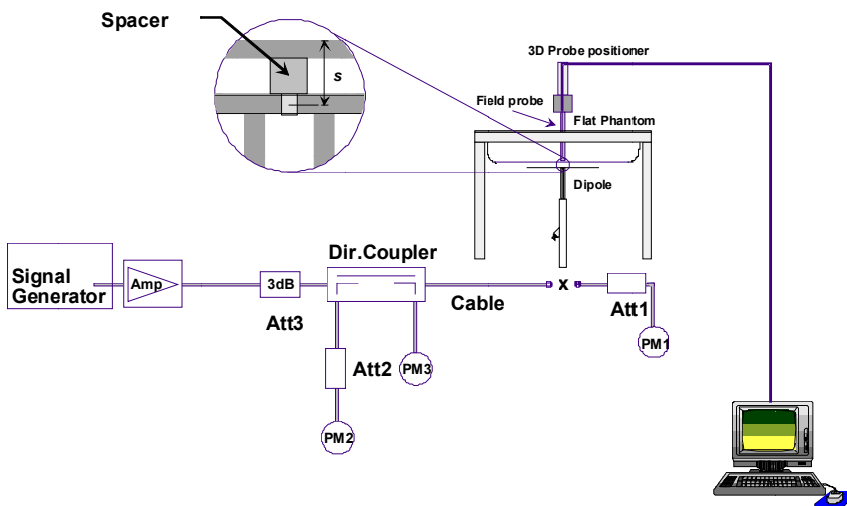 Spacer
s
3D Probe positioner
Field probe
Flat Phantom
Dipole
Signal
Generator
Amp
3dB
Att3
Dir.Coupler
Cable
x
Att1
PM1
Att2
PM3
PM2